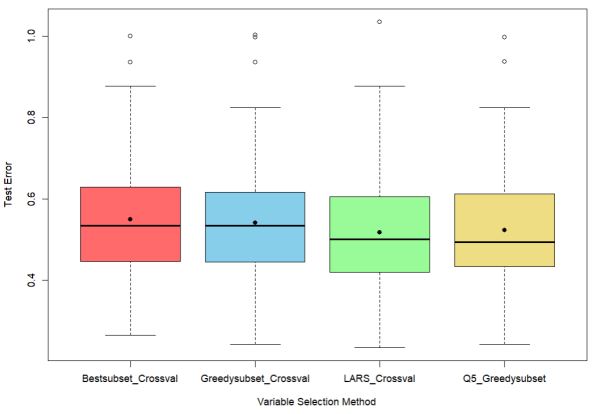 1.0
0.8
0.6
0.4
Test Error
Bestsubset_Crossval Greedysubset_Crossval LARS_Crossval Q5_Greedysubset
Variable Selection Method